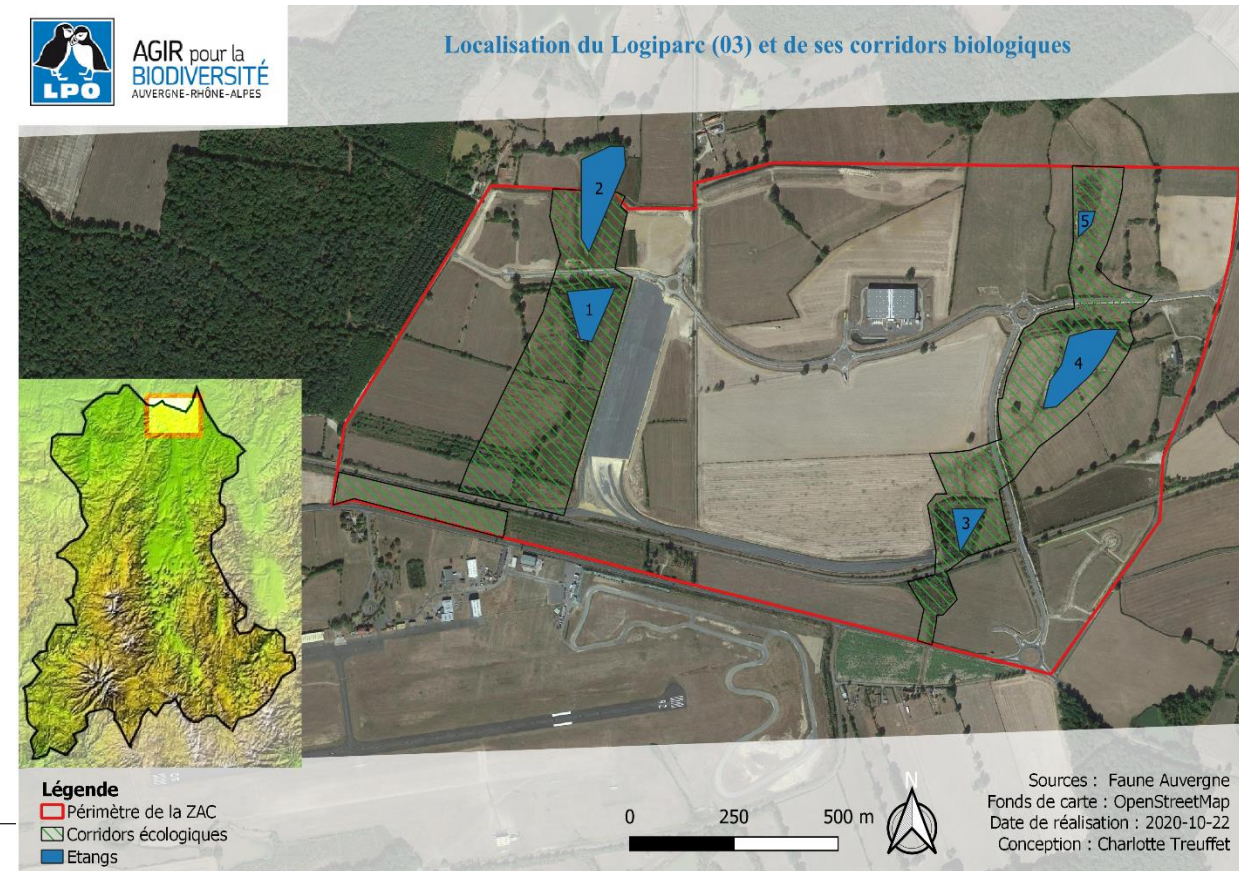 LPO
AGIR pour la
BIODIVERSITÉ
AUVERGNE-RHÔNE-ALPES
Localisation du Logiparc (03) et de ses corridors biologiques
2
5
1
4
3
26
Légende
Périmètre de la ZAC
Corridors écologiques
Etangs
0 250 500 m
N
Sources : Faune Auvergne
Fonds de carte : OpenStreetMap
Date de réalisation : 2020-10-22
Conception : Charlotte Treuffet